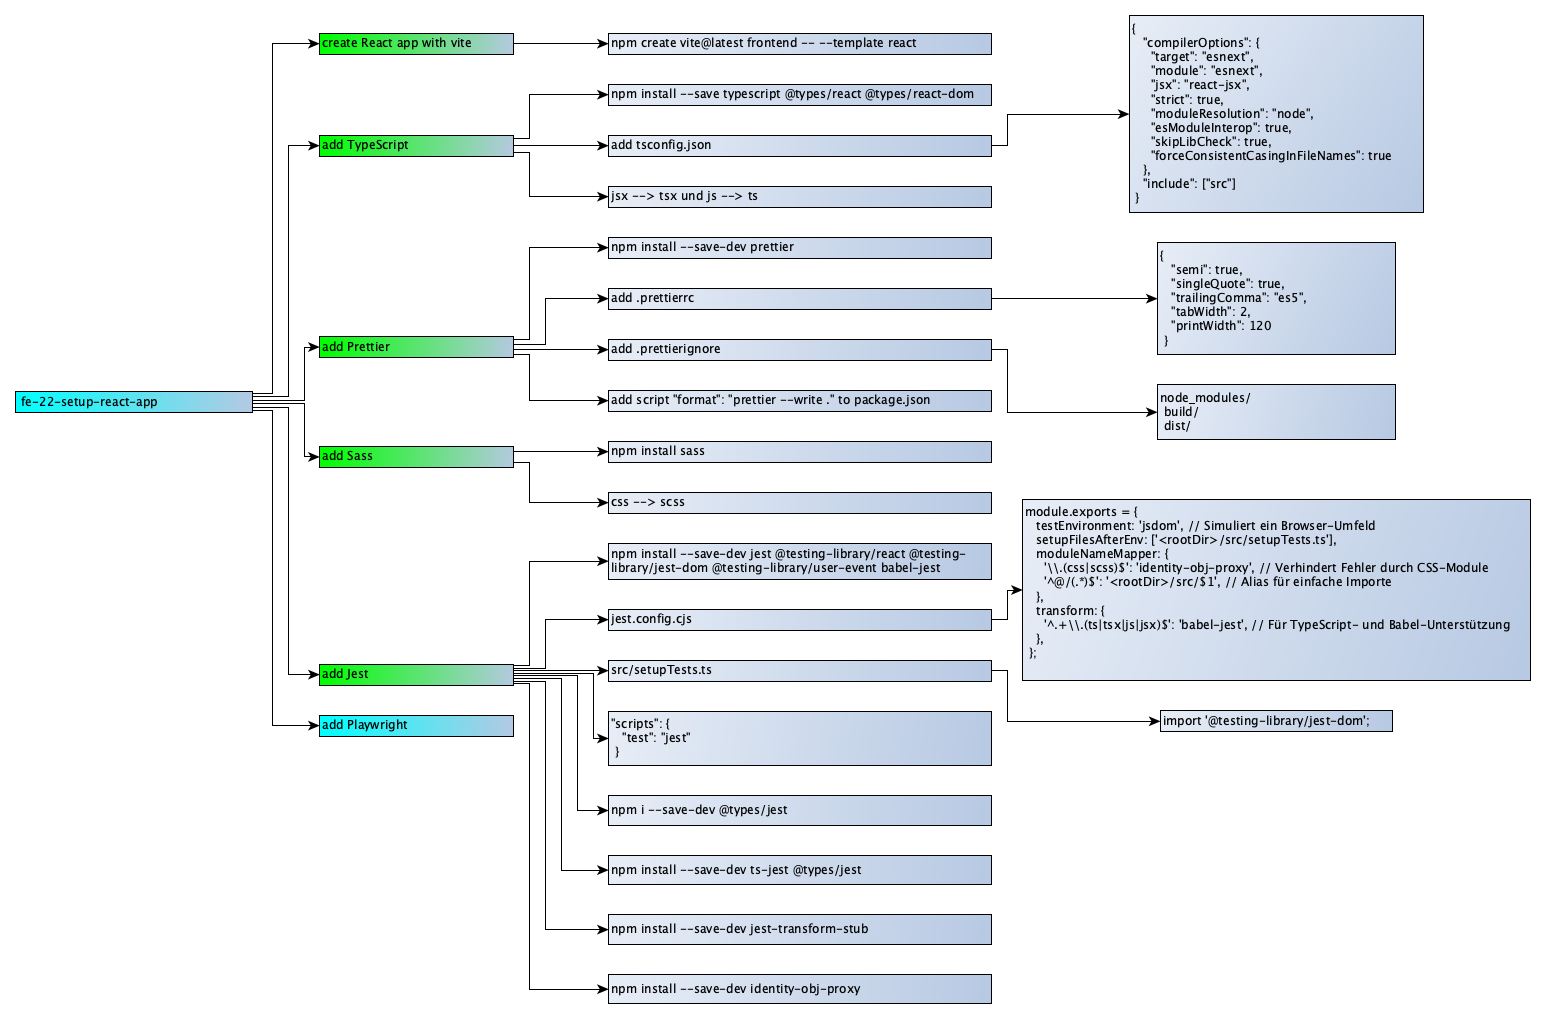 fe-22-setup-react-app
create React app with vite
npm create vite@latest frontend -- --template react
add TypeScript
npm install --save typescript @types/react @types/react-dom
add tsconfig.json
{
"compilerOptions": {
"target": "esnext",
"module": "esnext",
"jsx": "react-jsx",
"strict": true,
"moduleResolution": "node",
"esModuleInterop": true,
"skipLibCheck": true,
"forceConsistentCasingInFileNames": true
},
"include": ["src"]
}
jsx --> tsx und js --> ts
add Prettier
npm install --save-dev prettier
add .prettierrc
{
"semi": true,
"singleQuote": true,
"trailingComma": "es5",
"tabWidth": 2,
"printWidth": 120
}
add .prettierignore
node_modules/
build/
dist/
add script "format": "prettier --write ." to package.json
add Sass
npm install sass
css --> scss
add Jest
npm install --save-dev jest @testing-library/react @testing-
library/jest-dom @testing-library/user-event babel-jest
jest.config.cjs
module.exports = {
testEnvironment: 'jsdom', // Simuliert ein Browser-Umfeld
setupFilesAfterEnv: ['<rootDir>/src/setupTests.ts'],
moduleNameMapper: {
'\\.(css|scss)$': 'identity-obj-proxy', // Verhindert Fehler durch CSS-Module
'^@/(.*)$': '<rootDir>/src/$1', // Alias für einfache Importe
},
transform: {
'^.+\\.(ts|tsx|js|jsx)$': 'babel-jest', // Für TypeScript- und Babel-Unterstützung
},
};
src/setupTests.ts
import '@testing-library/jest-dom';
"scripts": {
"test": "jest"
}
npm i --save-dev @types/jest
npm install --save-dev ts-jest @types/jest
npm install --save-dev jest-transform-stub
npm install --save-dev identity-obj-proxy
add Playwright